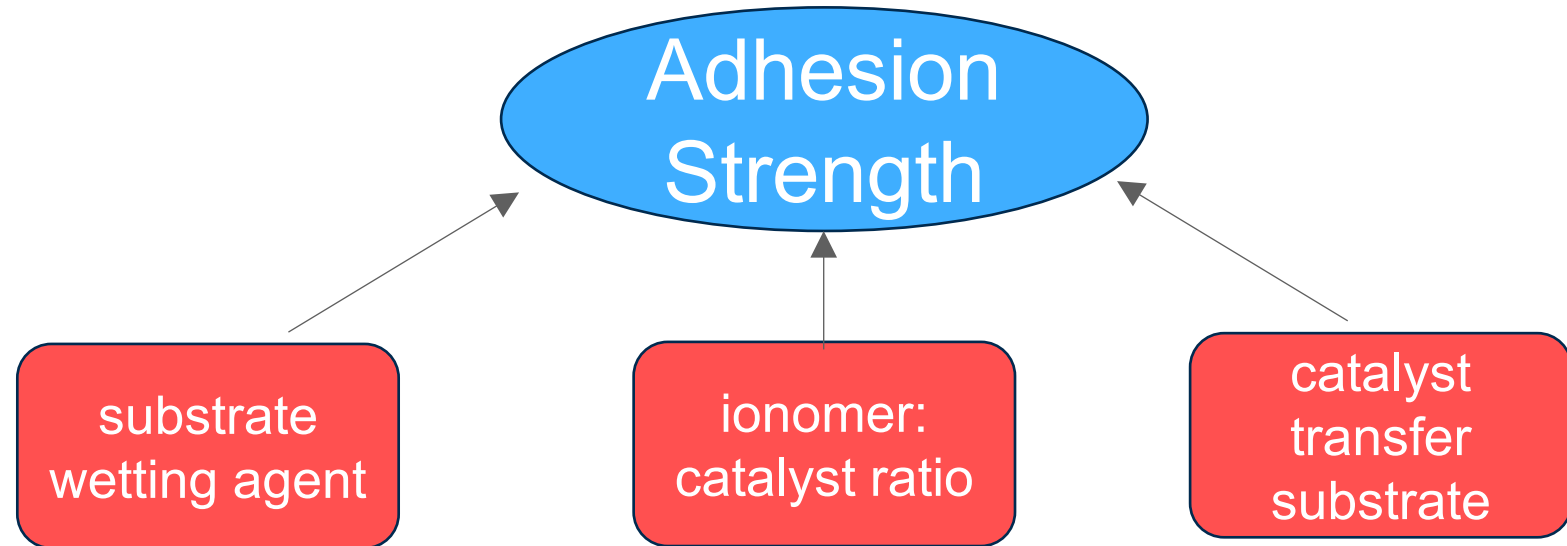 Adhesion
Strength
substrate
wetting agent
ionomer:
catalyst ratio
catalyst
transfer
substrate